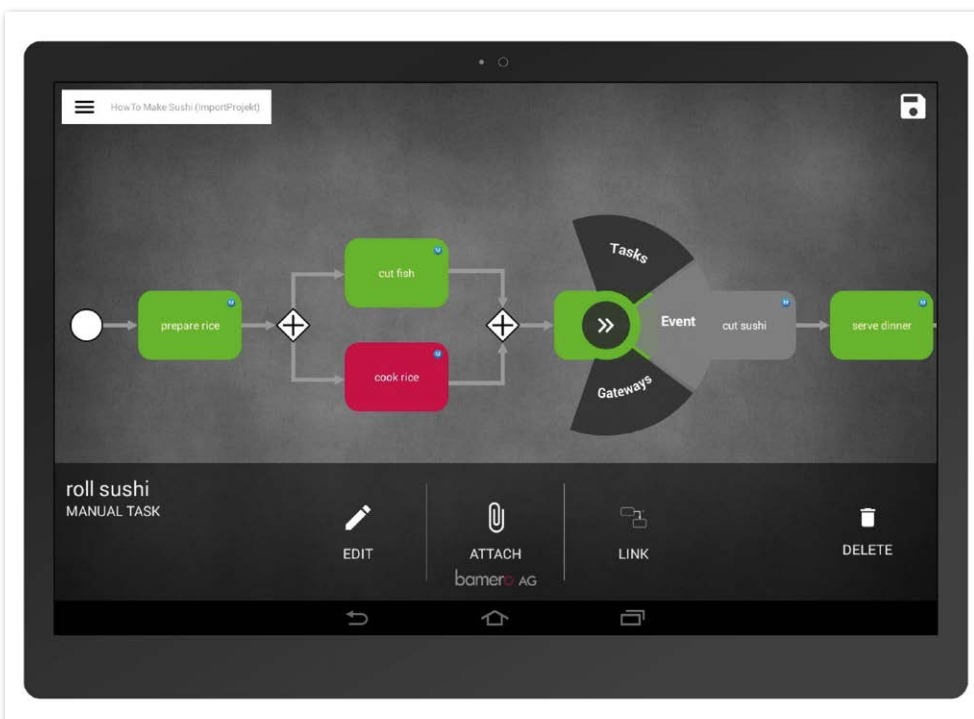 HowTo Make Sushi (ImportProjekt)
Tasks
cut fish
prepare rice
Event
cut sushi
serve dinner
cook rice
Gateways
roll sushi
MANUAL TASK
EDIT
ATTACH
LINK
DELETE
bamero AG